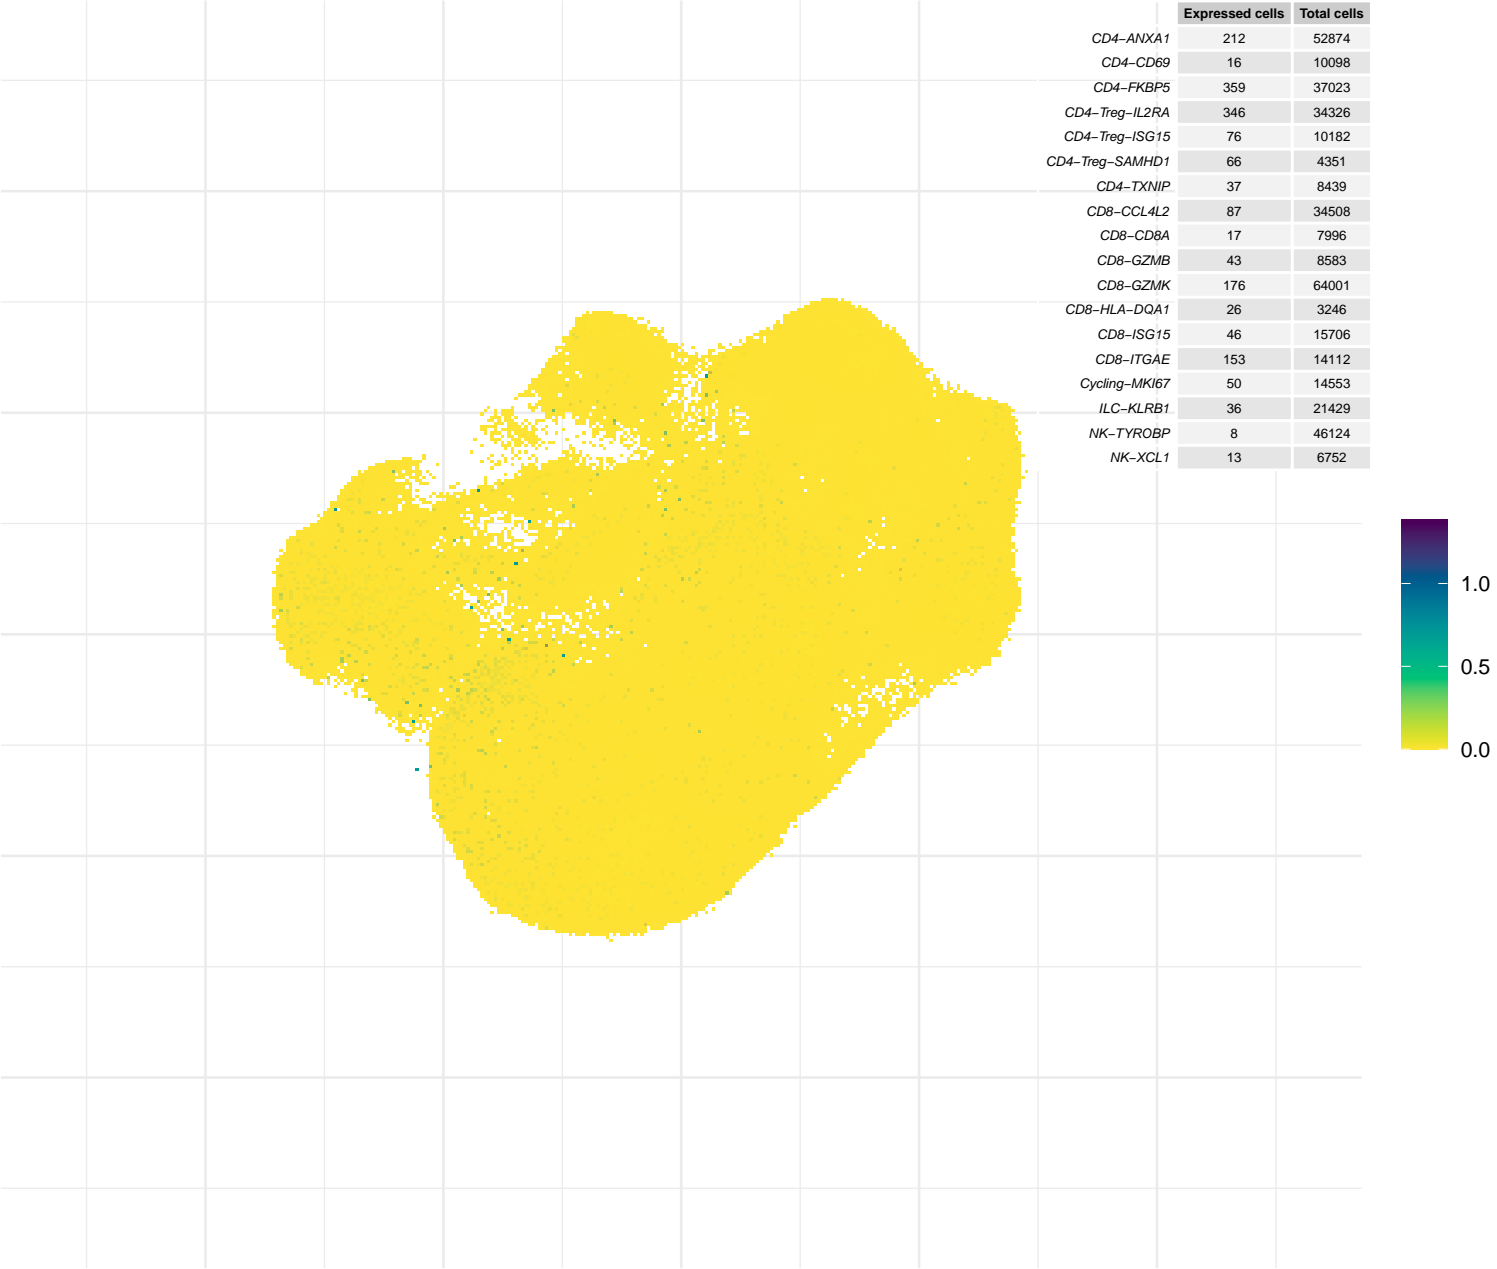 Expressed cells Total cells
CD4−ANXA1 212 52874
CD4−CD69 16 10098
CD4−FKBP5 359 37023
CD4−Treg−IL2RA 346 34326
CD4−Treg−ISG15 76 10182
CD4−Treg−SAMHD1 66 4351
CD4−TXNIP 37 8439
CD8−CCL4L2 87 34508
CD8−CD8A 17 7996
CD8−GZMB 43 8583
CD8−GZMK 176 64001
CD8−HLA−DQA1 26 3246
CD8−ISG15 46 15706
CD8−ITGAE 153 14112
Cycling−MKI67 50 14553
ILC−KLRB1 36 21429
NK−TYROBP 8 46124
NK−XCL1 13 6752
1.0
0.5
0.0